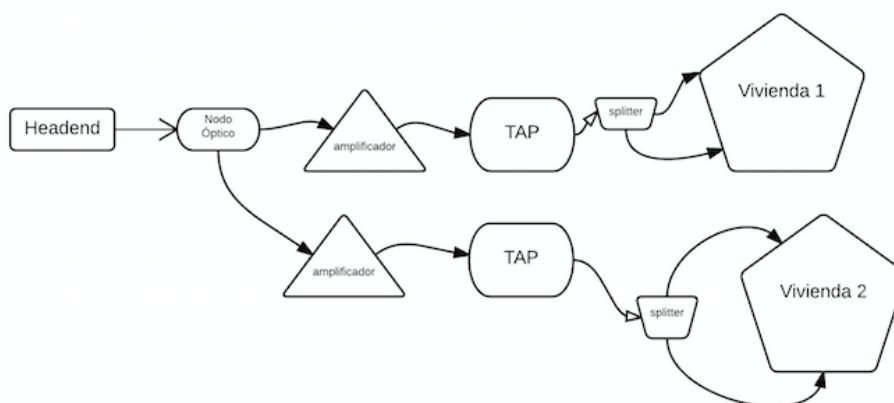 Headend
Nodo
Óptico
amplificador
TAP
splitter
Vivienda 1
amplificador
TAP
splitter
Vivienda 2